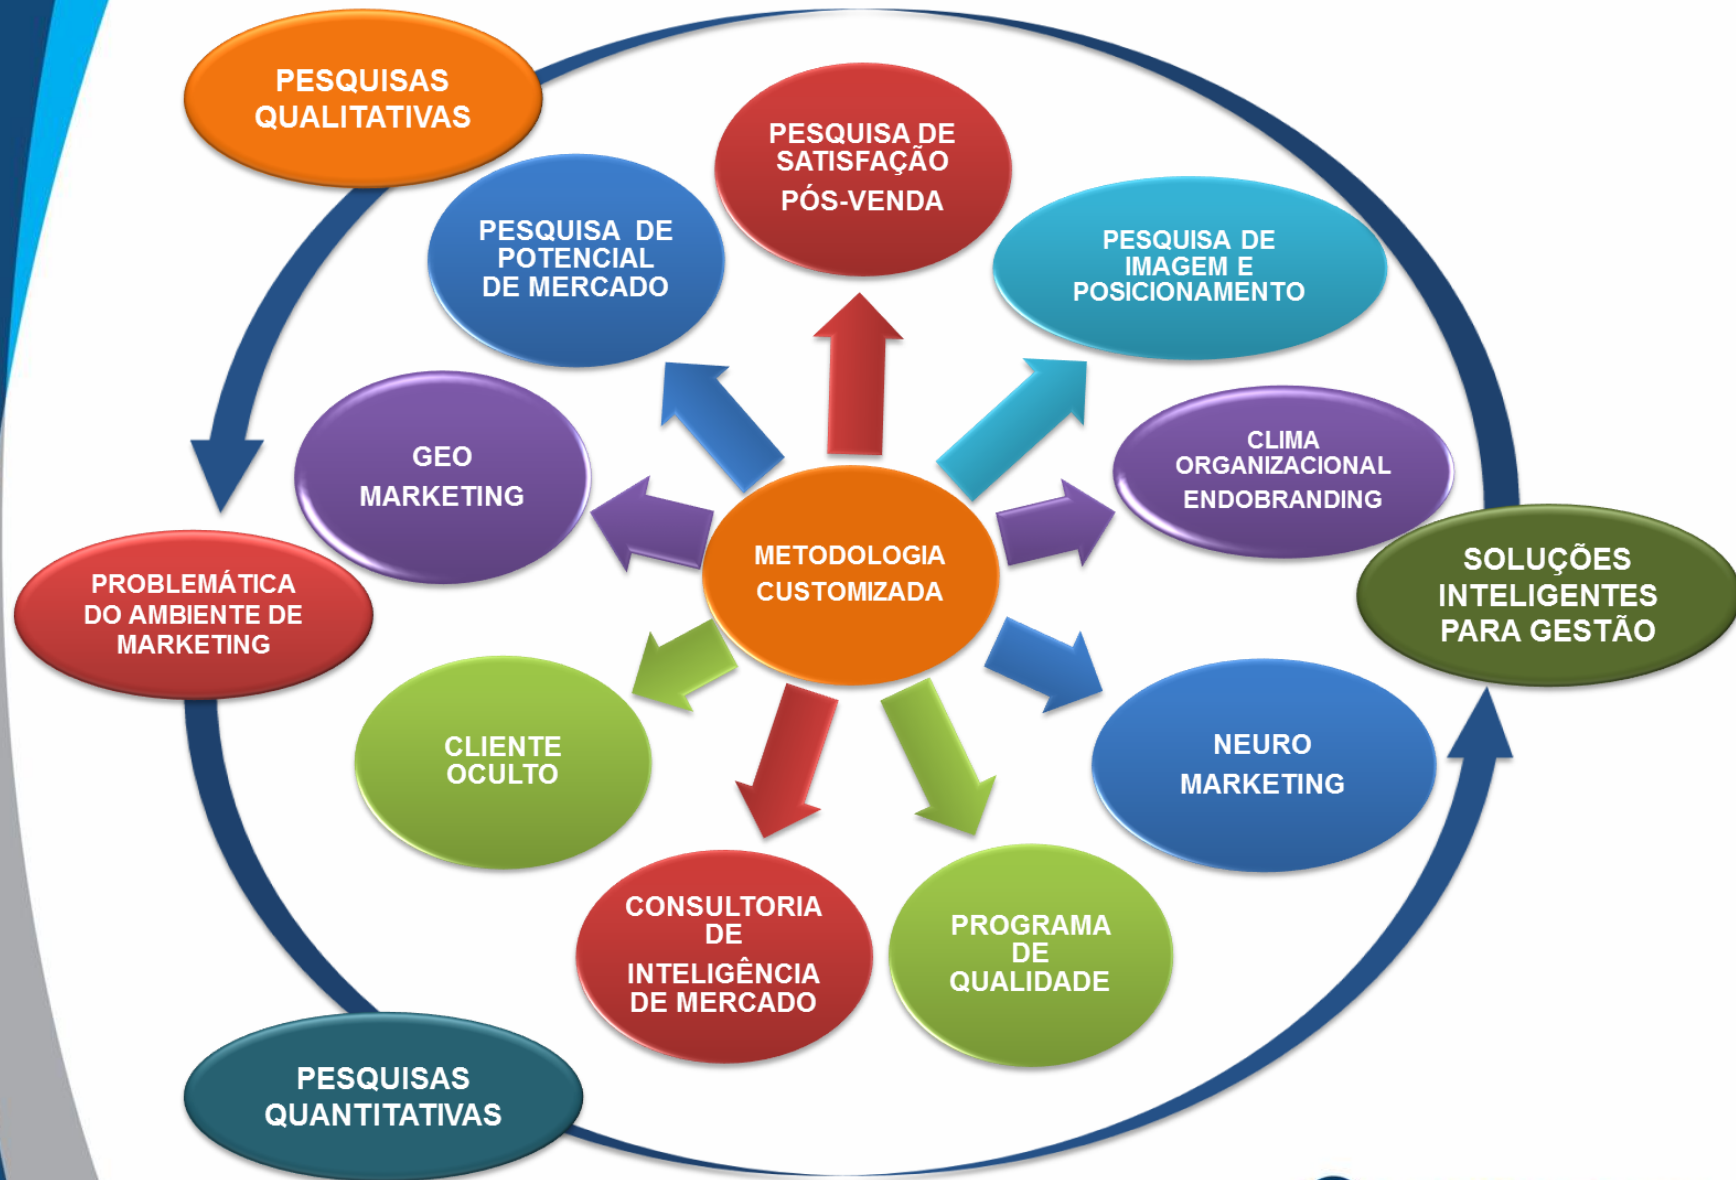 PESQUISAS
QUALITATIVAS
PESQUISA DE
SATISFAÇÃO
PÓS-VENDA
PESQUISA DE
POTENCIAL
DE MERCADO
PESQUISA DE
IMAGEM E
POSICIONAMENTO
GEO
MARKETING
CLIMA
ORGANIZACIONAL
ENDOBRANDING
METODOLOGIA
CUSTOMIZADA
PROBLEMÁTICA
DO AMBIENTE DE
MARKETING
SOLUÇÕES
INTELIGENTES
PARA GESTÃO
CLIENTE
OCULTO
NEURO
MARKETING
CONSULTORIA
DE
INTELIGÊNCIA
DE MERCADO
PROGRAMA
DE
QUALIDADE
PESQUISAS
QUANTITATIVAS